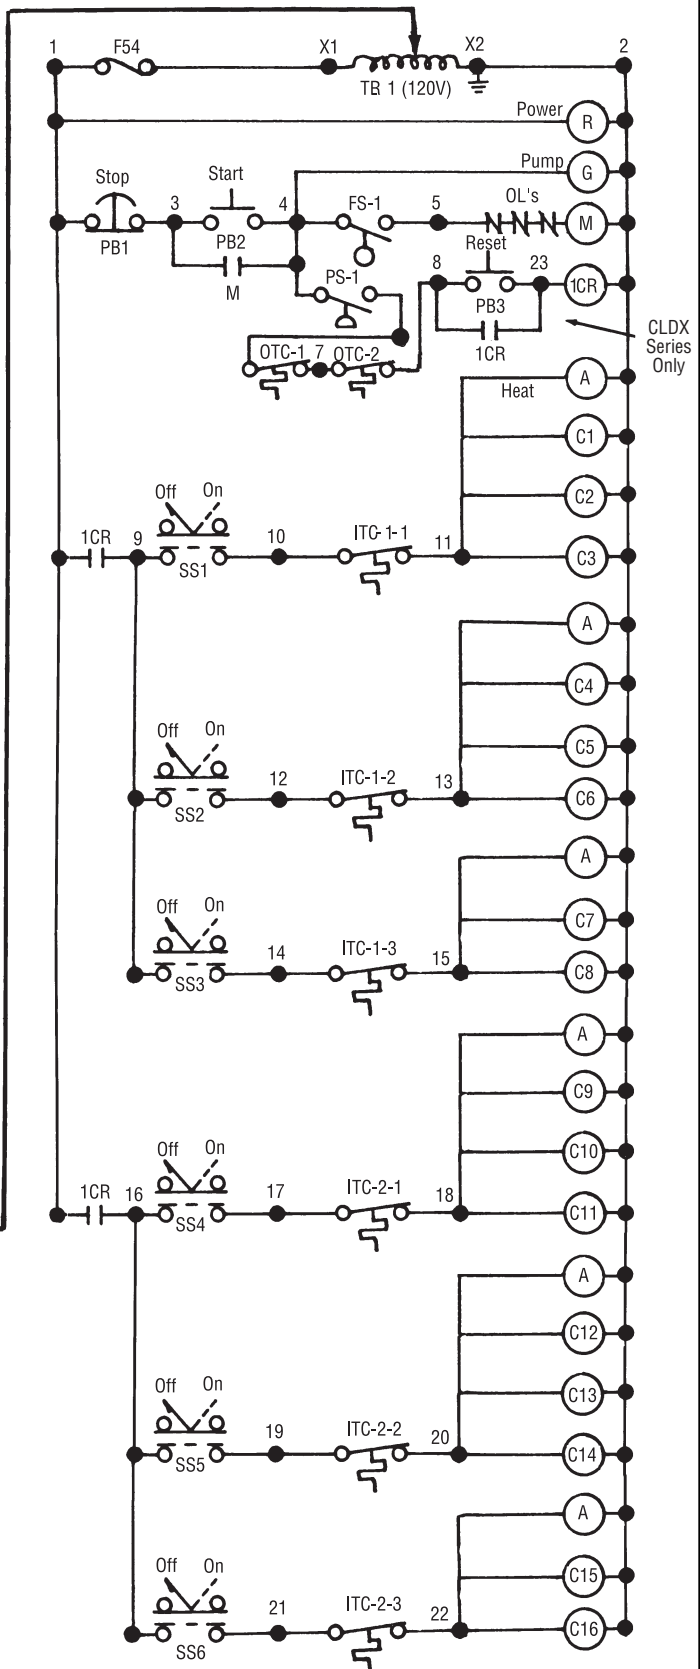 1 F54 X1 X2 2
TR 1 (120V)
Power R
Pump G
Stop Start
3 4 FS-1 5 OL's M
PB1 PB2
M
Reset
PS-1 8 23 1CR
PB3
1CR
CLDX
Series
Only
OTC-1 7 OTC-2
Heat A
C1
C2
Off On
1CR 9 10 ITC-1-1 11 C3
SS1
A
C4
Off On
C5
12 ITC-1-2 13 C6
SS2
A
Off On
C7
14 ITC-1-3 15 C8
SS3
A
C9
Off On
C10
1CR 16 17 ITC-2-1 18 C11
SS4
A
C12
Off On
C13
19 ITC-2-2 20 C14
SS5
A
Off On
C15
21 ITC-2-3 22 C16
SS6